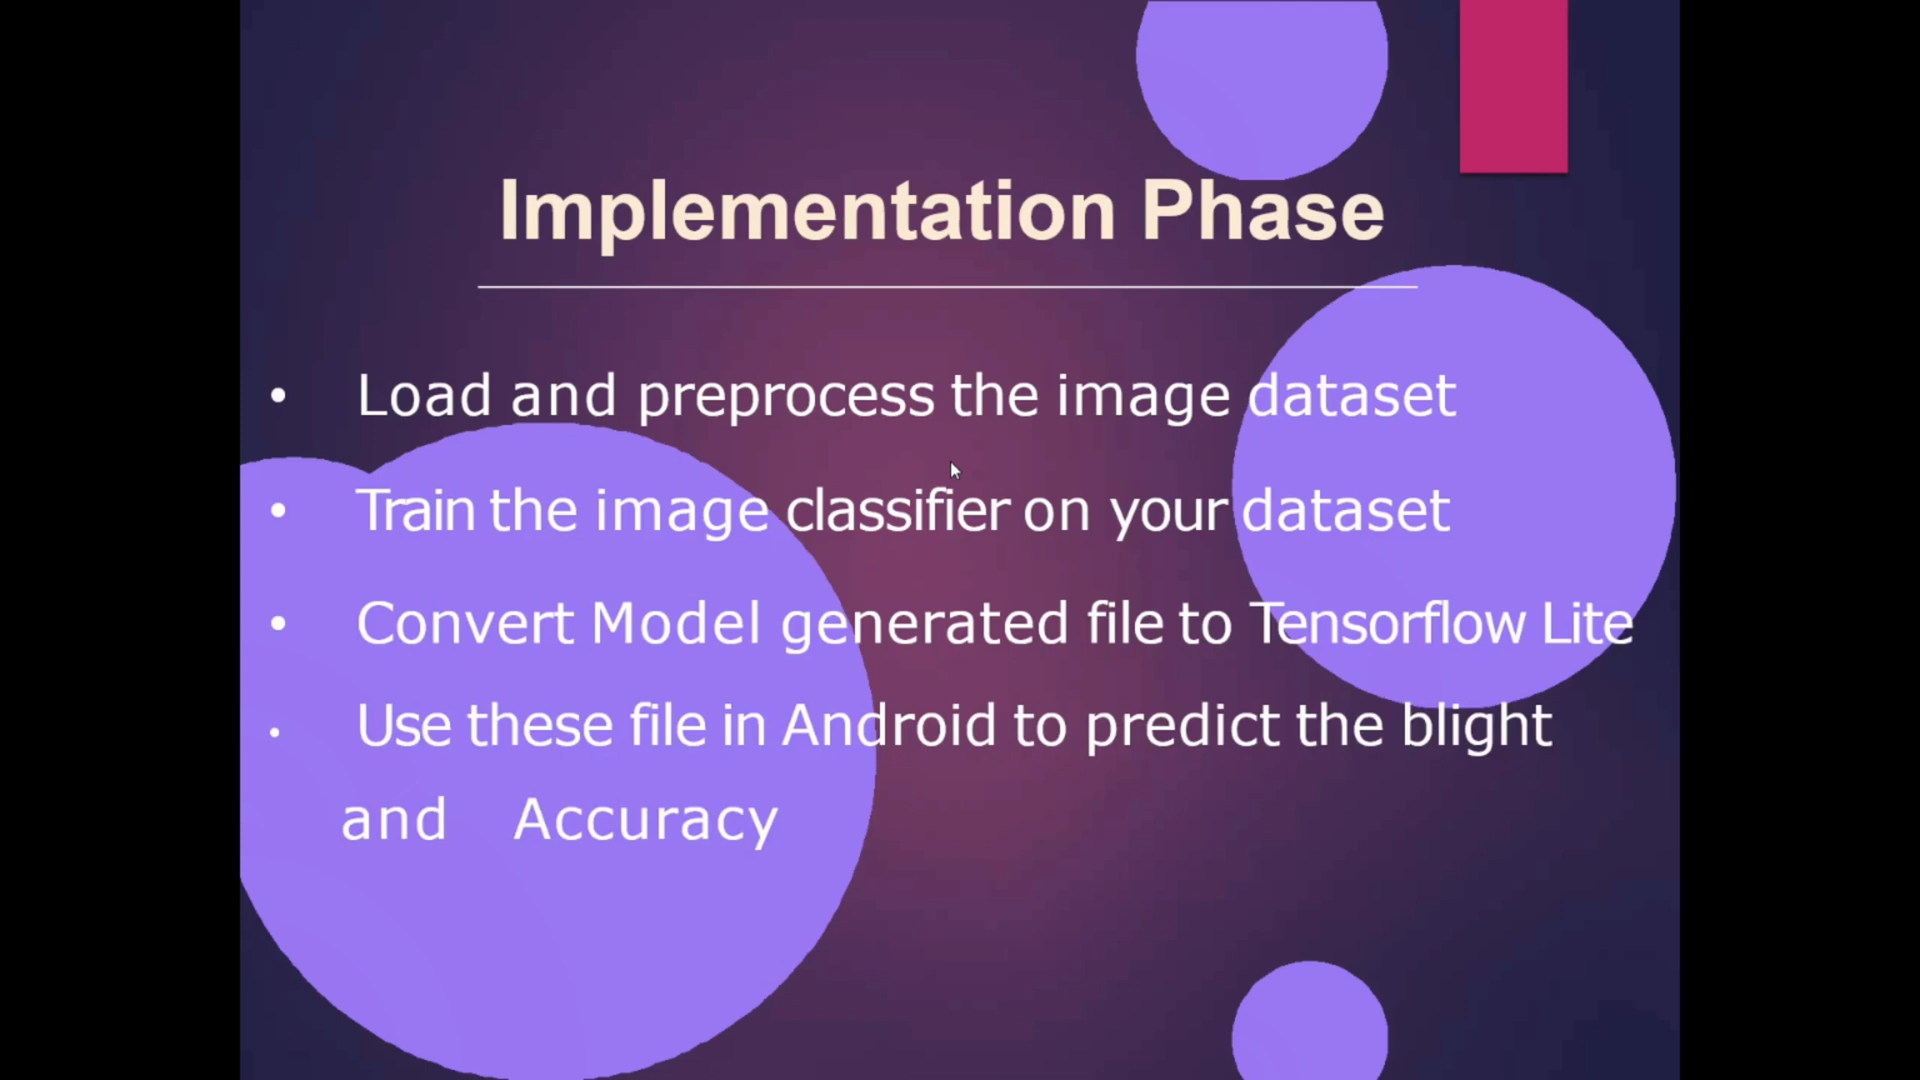 Implementation Phase
• Load and preprocess the image dataset
• Train the image classifier on your dataset
• Convert Model generated file to Tensorflow Lite
• Use these file in Android to predict the blight
and Accuracy